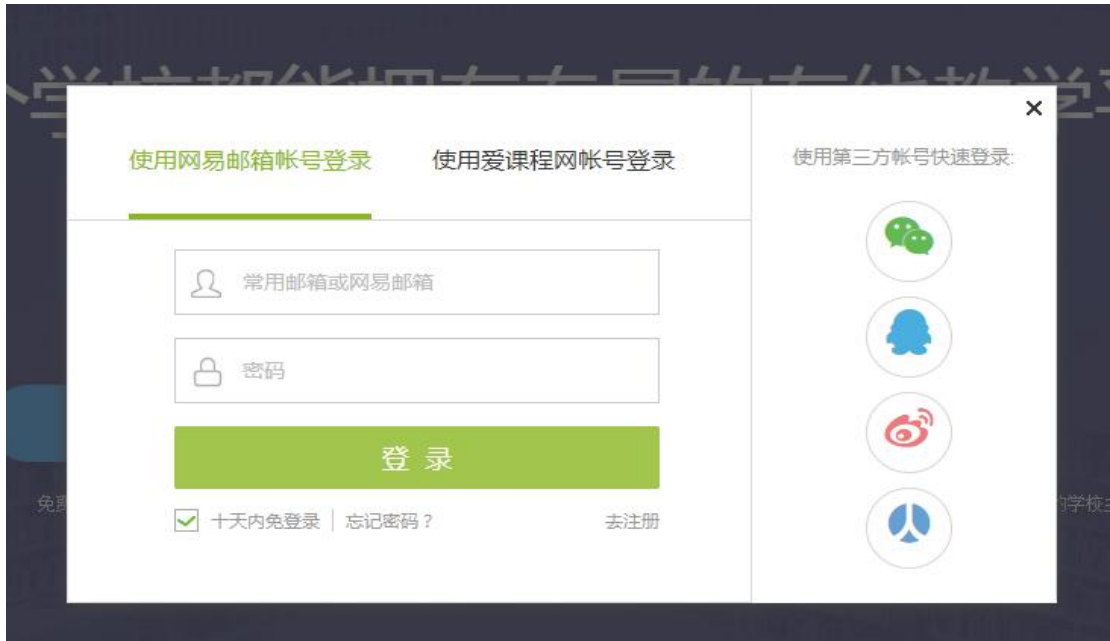 使用网易邮箱帐号登录
使用爱课程网帐号登录
常用邮箱或网易邮箱
密码
登录
十天内免登录
忘记密码？
去注册
使用第三方帐号快速登录: